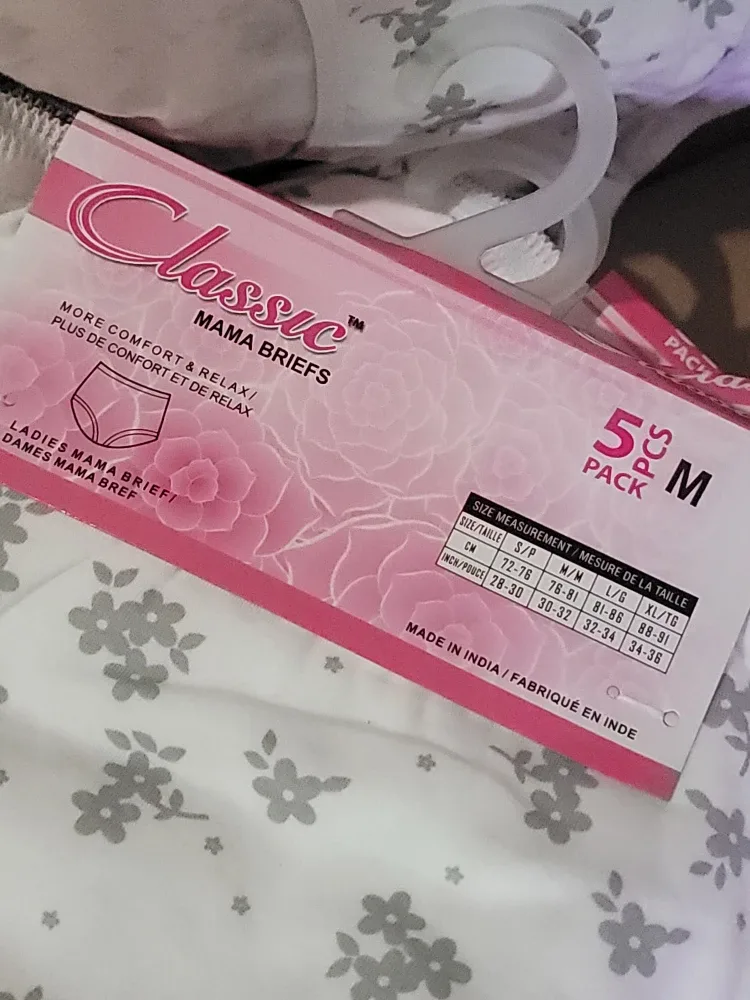 Classic™
MAMA BRIEFS
MORE COMFORT & RELAX/
PLUS DE CONFORT ET DE RELAX
LADIES MAMA BRIEF/
DAMES MAMA BREF
5 PCS
PACK
M
SIZE MEASUREMENT / MESURE DE LA TAILLE
SIZE/TAILLE S/P M/M L/G XL/TG
CM 72-76 76-81 81-86 88-91
INCH/POUCE 28-30 30-32 32-34 34-36
MADE IN INDIA / FABRIQUÉ EN INDE
PACK